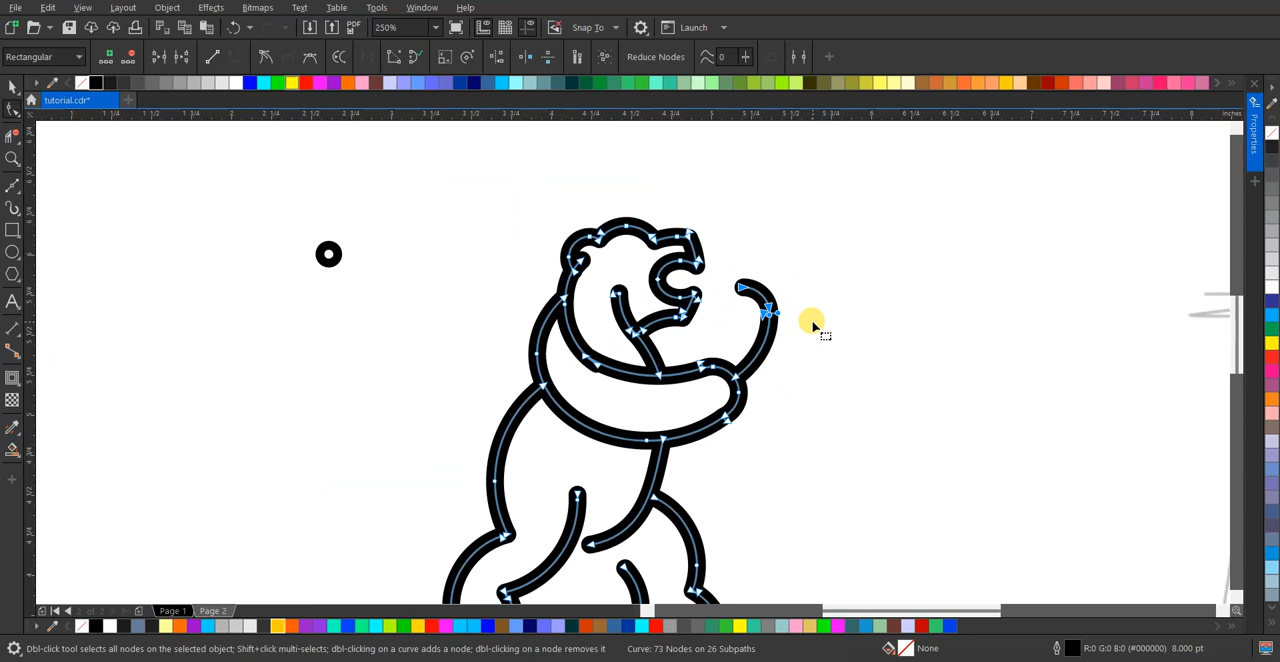 File Edit View Layout Object Effects Bitmaps Text Table Tools Window Help
PDF 250% Snap To Launch
Rectangular Reduce Nodes 0
tutorial.cdr*
inches
Properties
Page 1 Page 2
Dbl-click tool selects all nodes on the selected object; Shift+click multi-selects; dbl-clicking on a curve adds a node; dbl-clicking on a node removes it Curve: 73 Nodes on 26 Subpaths None R:0 G:0 B:0 (#000000) 8.000 pt